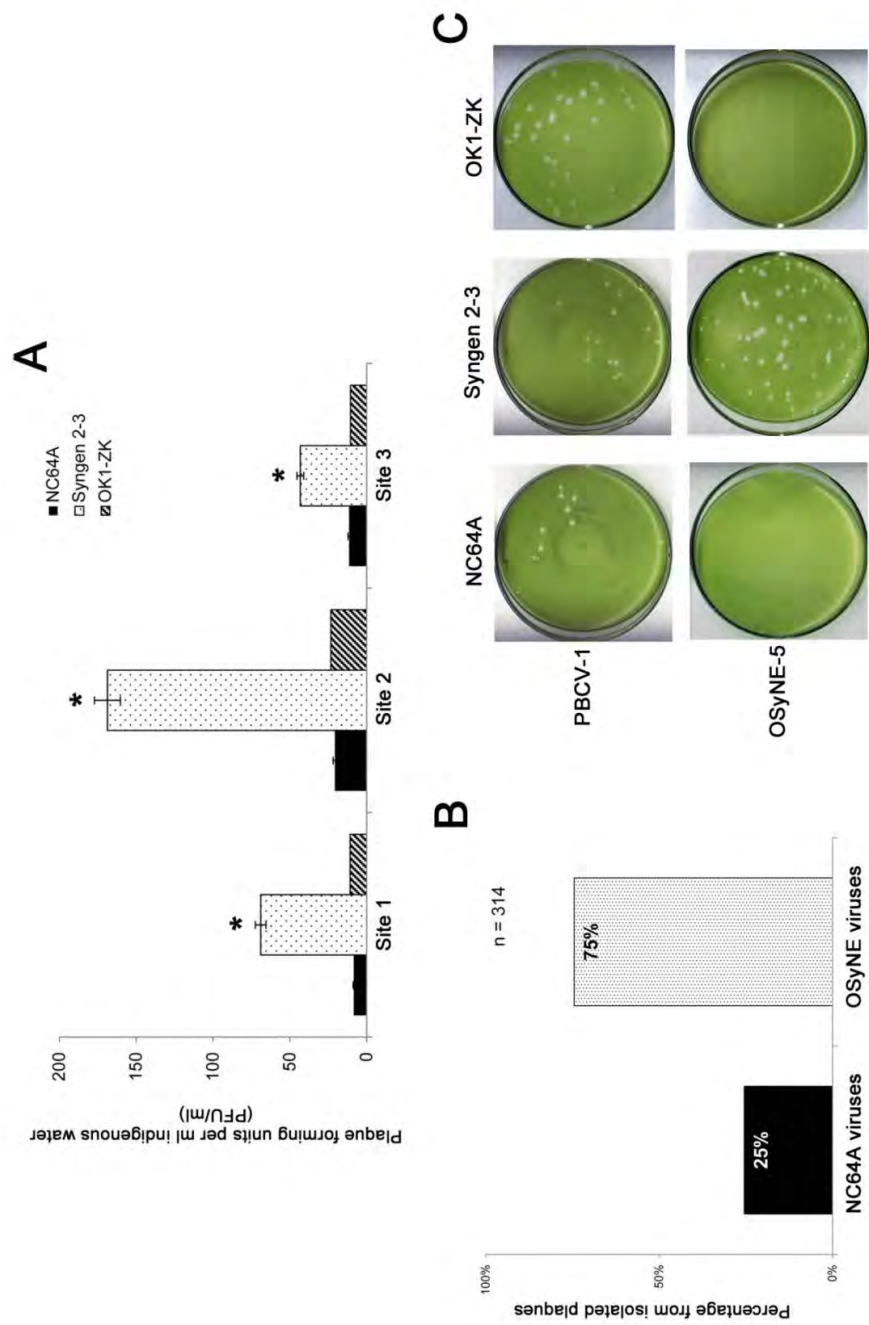 A
NC64A
Syngen 2-3
OK1-ZK
Plaque forming units per ml indigenous water
(PFU/ml)
200
150
100
50
0
*
*
*
Site 1
Site 2
Site 3
B
n = 314
Percentage from isolated plaques
100%
50%
0%
25%
75%
NC64A viruses
OSyNE viruses
C
NC64A
Syngen 2-3
OK1-ZK
PBCV-1
OSyNE-5